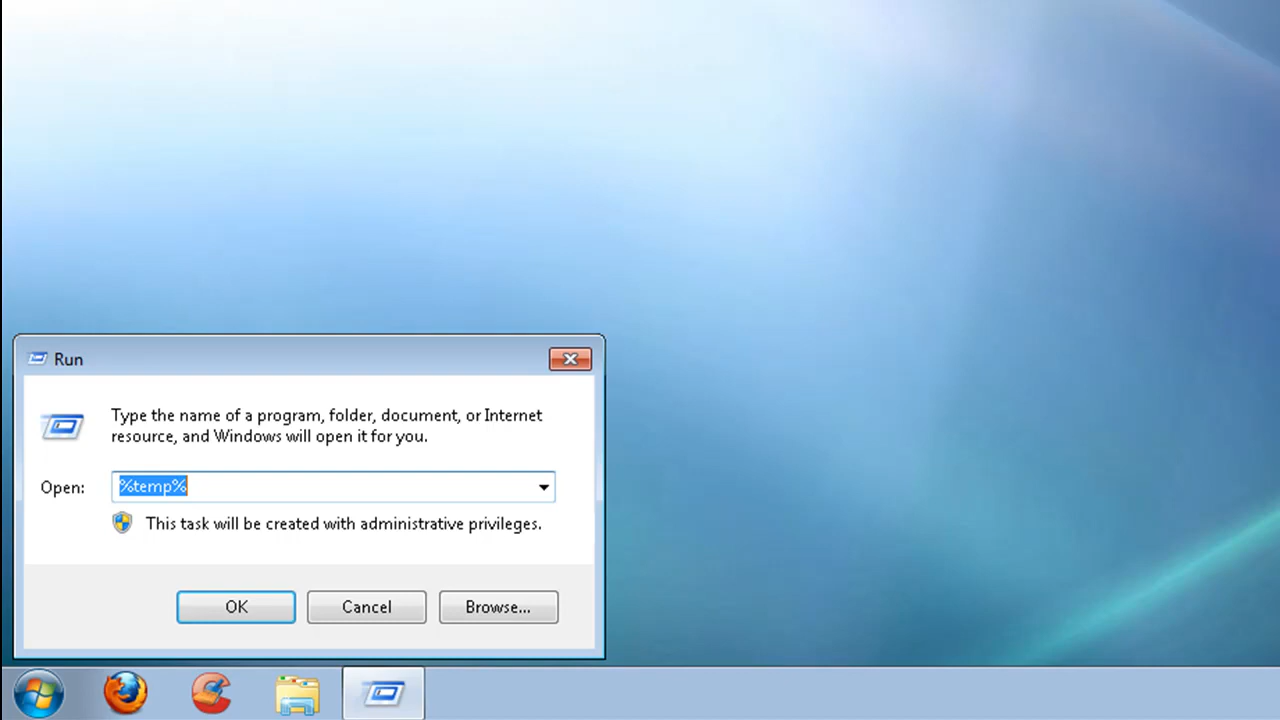 Run
Type the name of a program, folder, document, or Internet
resource, and Windows will open it for you.
Open: %temp%
This task will be created with administrative privileges.
OK Cancel Browse...